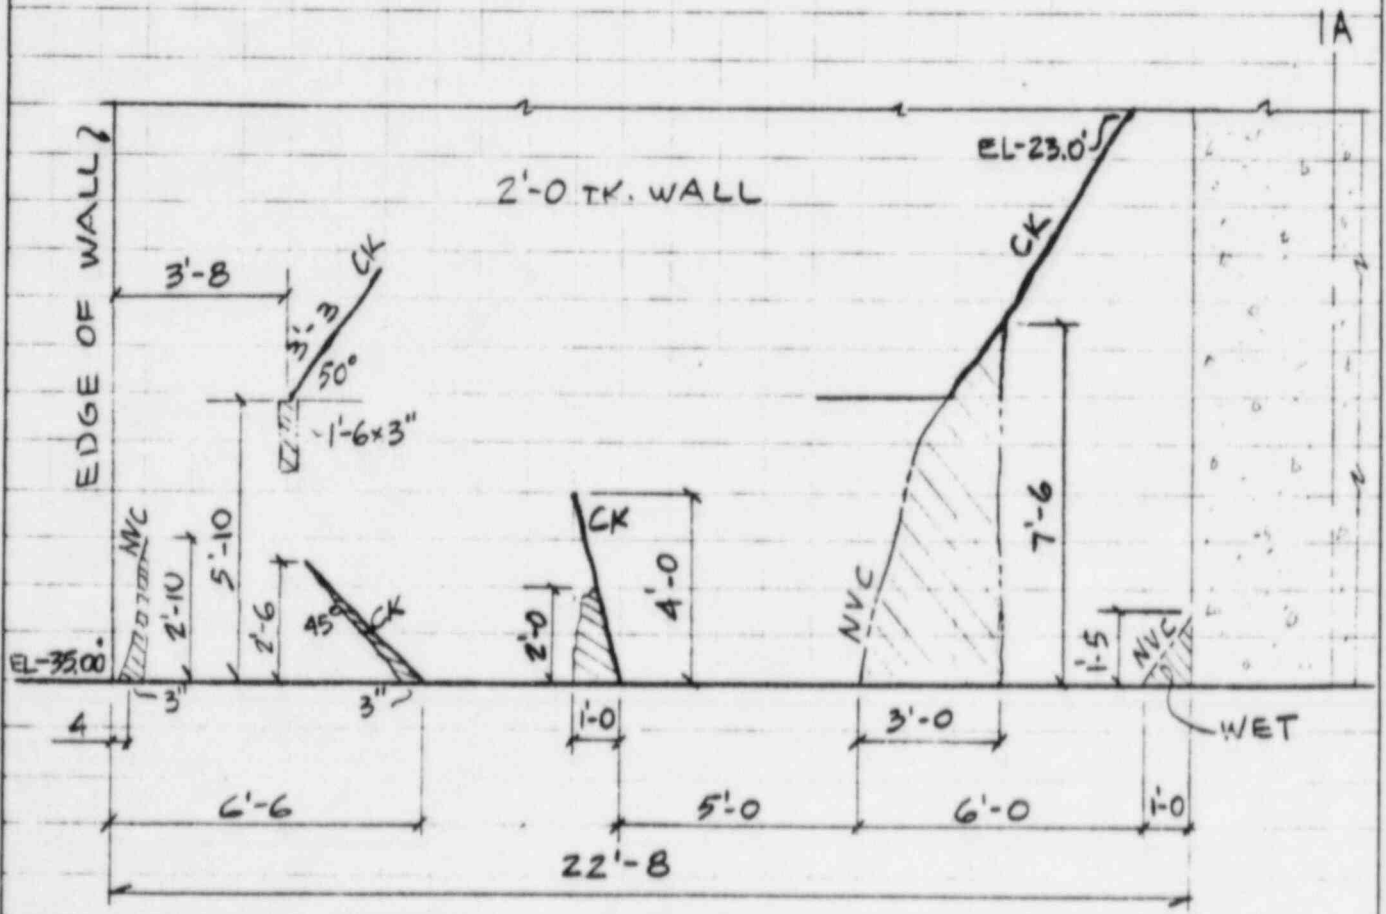 1A
EDGE OF WALL
EL-23.0'
2'-0 TK. WALL
CK
3'-8
CK
3'-3
50°
1'-6x3"
NVC
2'-10
5'-10
2'-6
45°
CK
CK
2'-0
4'-0
NVC
7'-6
1'-5
NVC
EL-35.00'
3"
3"
WET
4
1'-0
3'-0
6'-6
5'-0
6'-0
1'-0
22'-8